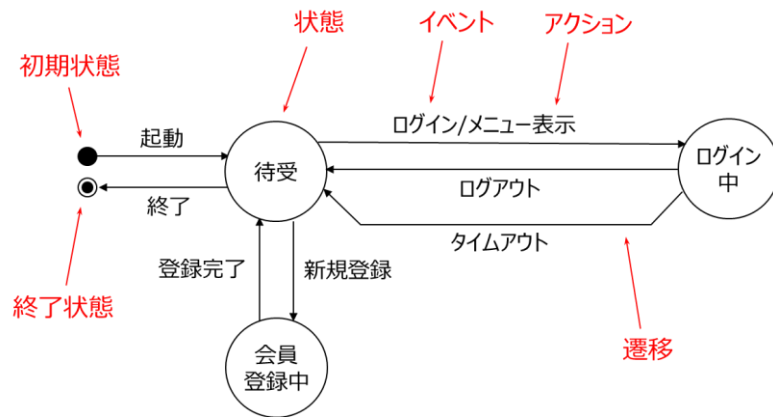 状態
イベント
アクション
初期状態
起動
ログイン/メニュー表示
待受
ログイン
中
ログアウト
終了
タイムアウト
登録完了
新規登録
終了状態
遷移
会員
登録中